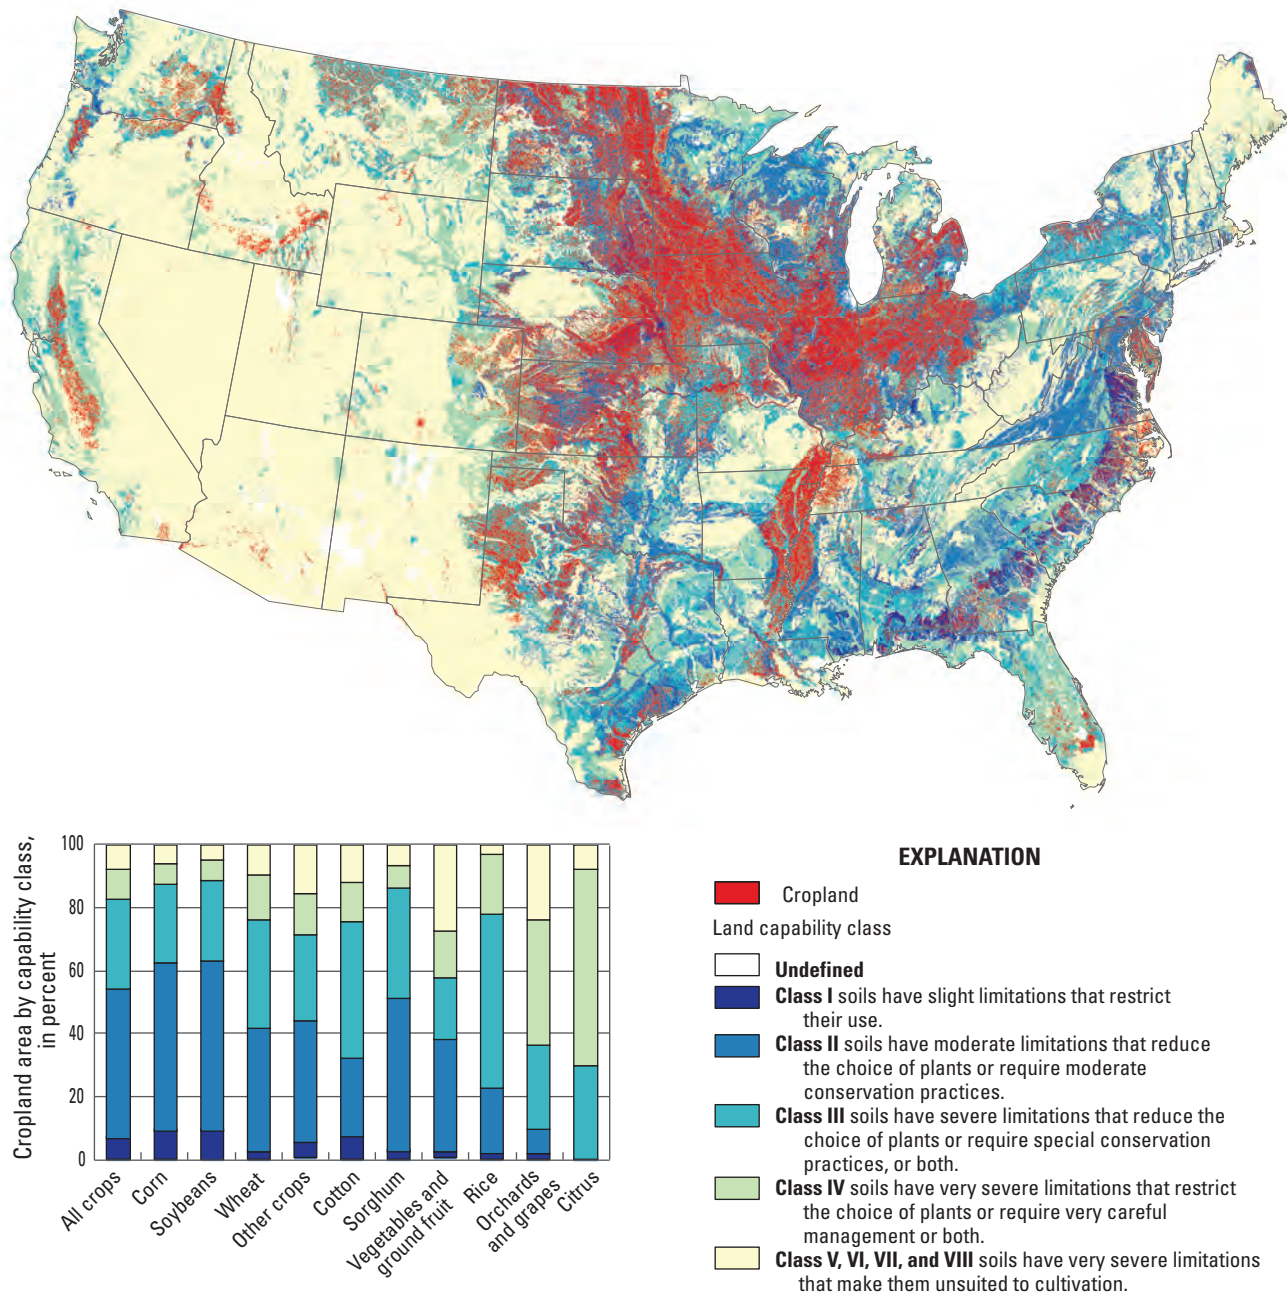 Cropland area by capability class,
in percent
100
80
60
40
20
0
All crops
Corn
Soybeans
Wheat
Other crops
Cotton
Sorghum
Vegetables and
ground fruit
Rice
Orchards
and grapes
Citrus
EXPLANATION
Cropland
Land capability class
Undefined
Class I soils have slight limitations that restrict
their use.
Class II soils have moderate limitations that reduce
the choice of plants or require moderate
conservation practices.
Class III soils have severe limitations that reduce the
choice of plants or require special conservation
practices, or both.
Class IV soils have very severe limitations that restrict
the choice of plants or require very careful
management or both.
Class V, VI, VII, and VIII soils have very severe limitations
that make them unsuited to cultivation.